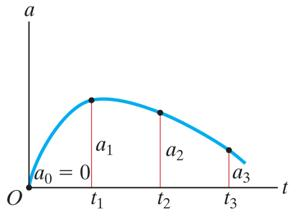 a
a₀ = 0
a₁
a₂
a₃
O
t₁
t₂
t₃
t